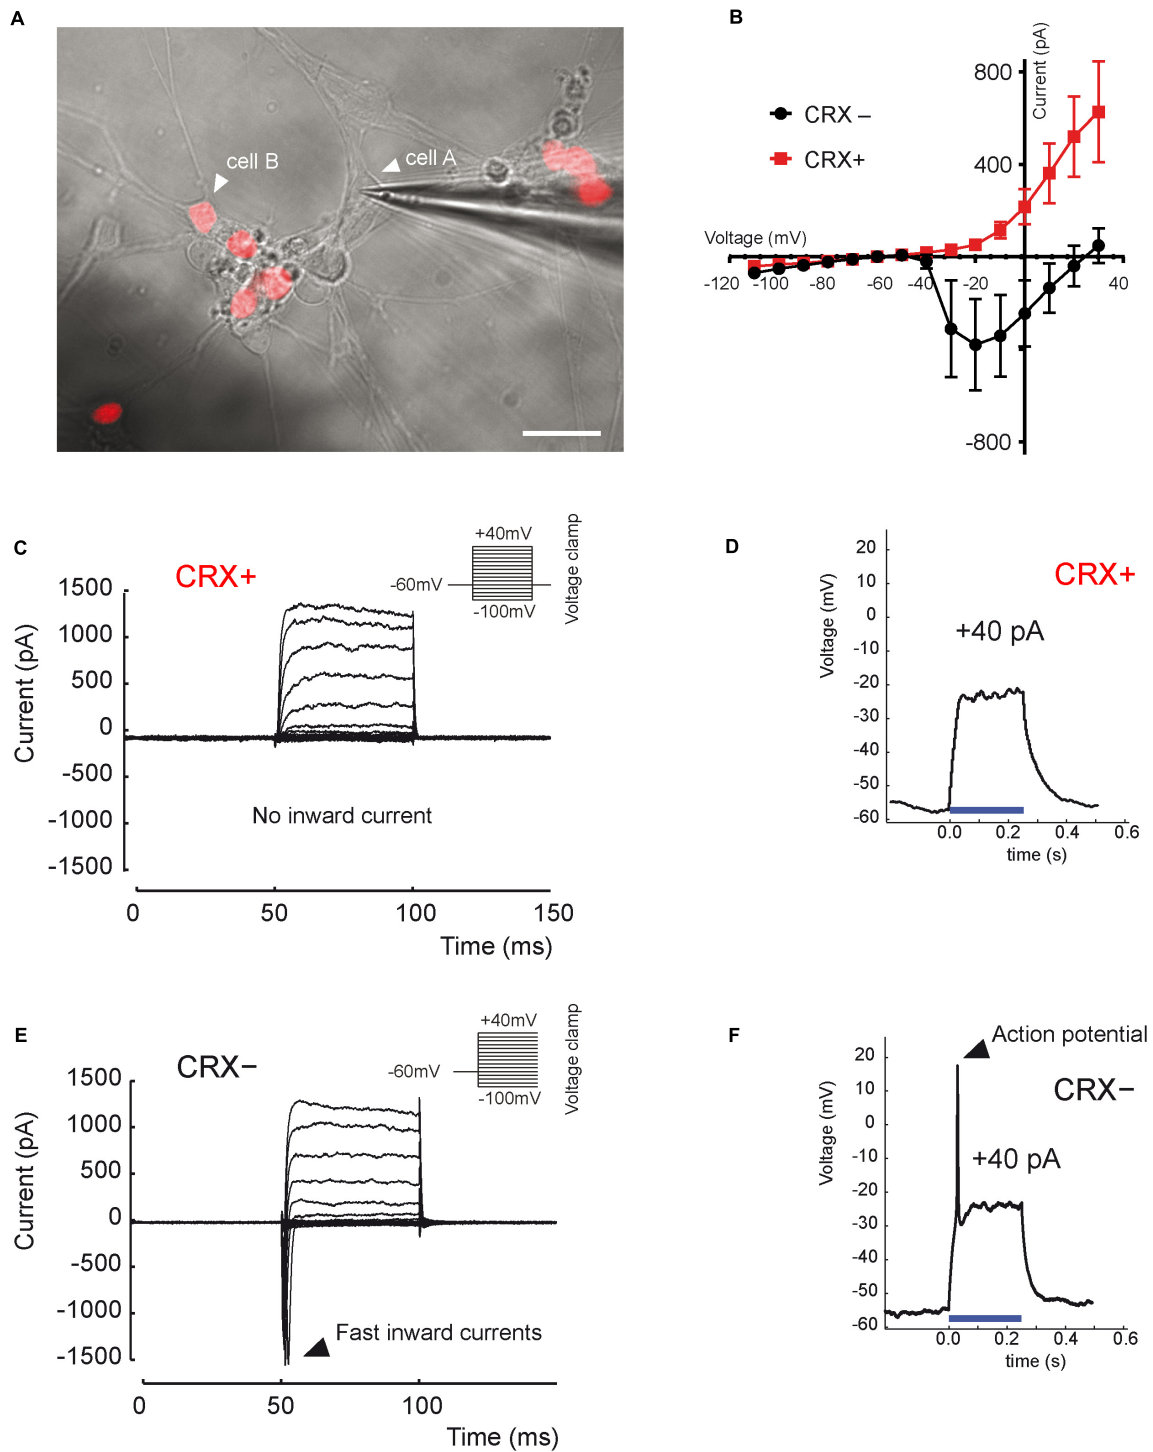 A
cell B
cell A
B
Current (pA)
800
400
CRX –
CRX+
Voltage (mV)
-120 -100 -80 -60 -40 -20 40
-800
C
CRX+
+40mV
-60mV
-100mV
Voltage clamp
Current (pA)
1500
1000
500
0
-500
-1000
-1500
No inward current
0 50 100 150
Time (ms)
D
CRX+
+40 pA
Voltage (mV)
20
10
0
-10
-20
-30
-40
-50
-60
0.0 0.2 0.4 0.6
time (s)
E
CRX–
+40mV
-60mV
-100mV
Voltage clamp
Current (pA)
1500
1000
500
0
-500
-1000
-1500
Fast inward currents
0 50 100
Time (ms)
F
Action potential
CRX–
+40 pA
Voltage (mV)
20
10
0
-10
20
-30
-40
-50
-60
0.0 0.2 0.4 0.6
time (s)